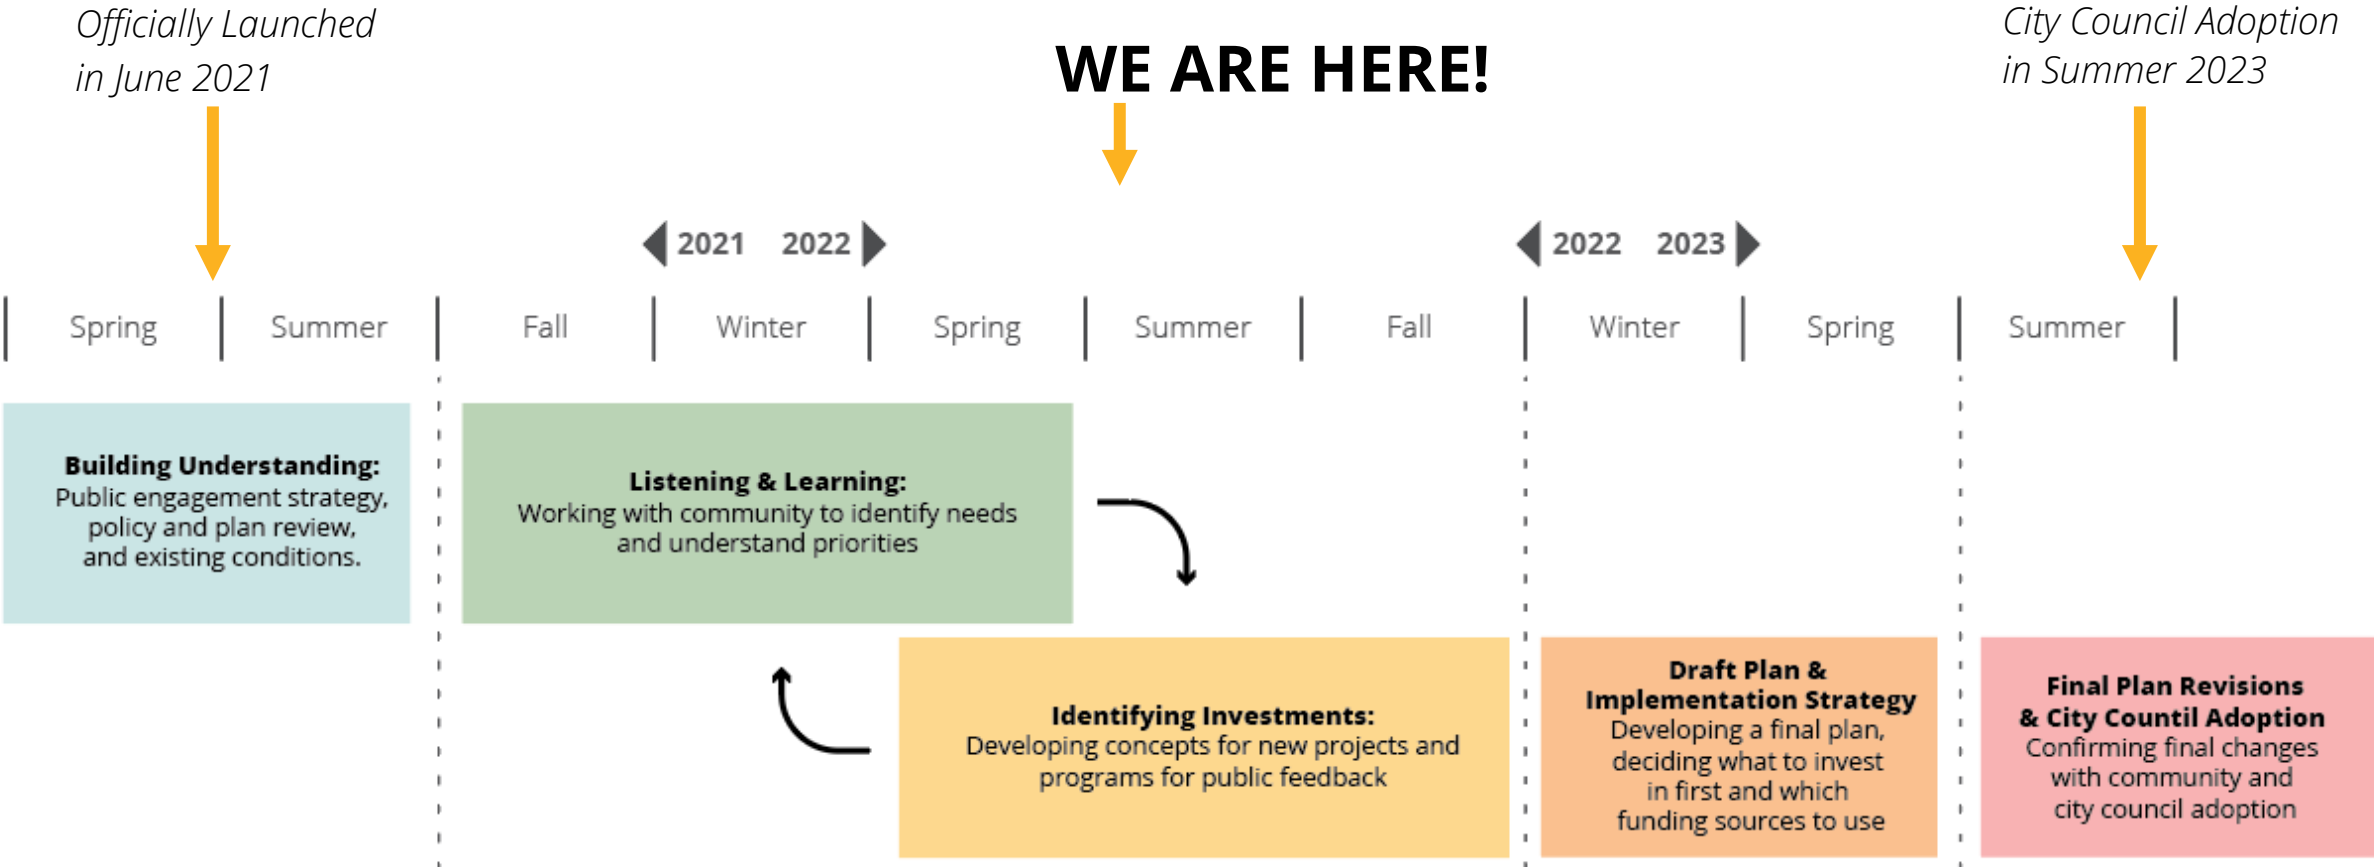 Officially Launched
in June 2021
WE ARE HERE!
City Council Adoption
in Summer 2023
2021 2022
2022 2023
Spring Summer Fall Winter Spring Summer Fall Winter Spring Summer
Building Understanding:
Public engagement strategy,
policy and plan review,
and existing conditions.
Listening & Learning:
Working with community to identify needs
and understand priorities
Identifying Investments:
Developing concepts for new projects and
programs for public feedback
Draft Plan &
Implementation Strategy
Developing a final plan,
deciding what to invest
in first and which
funding sources to use
Final Plan Revisions
& City Countil Adoption
Confirming final changes
with community and
city council adoption